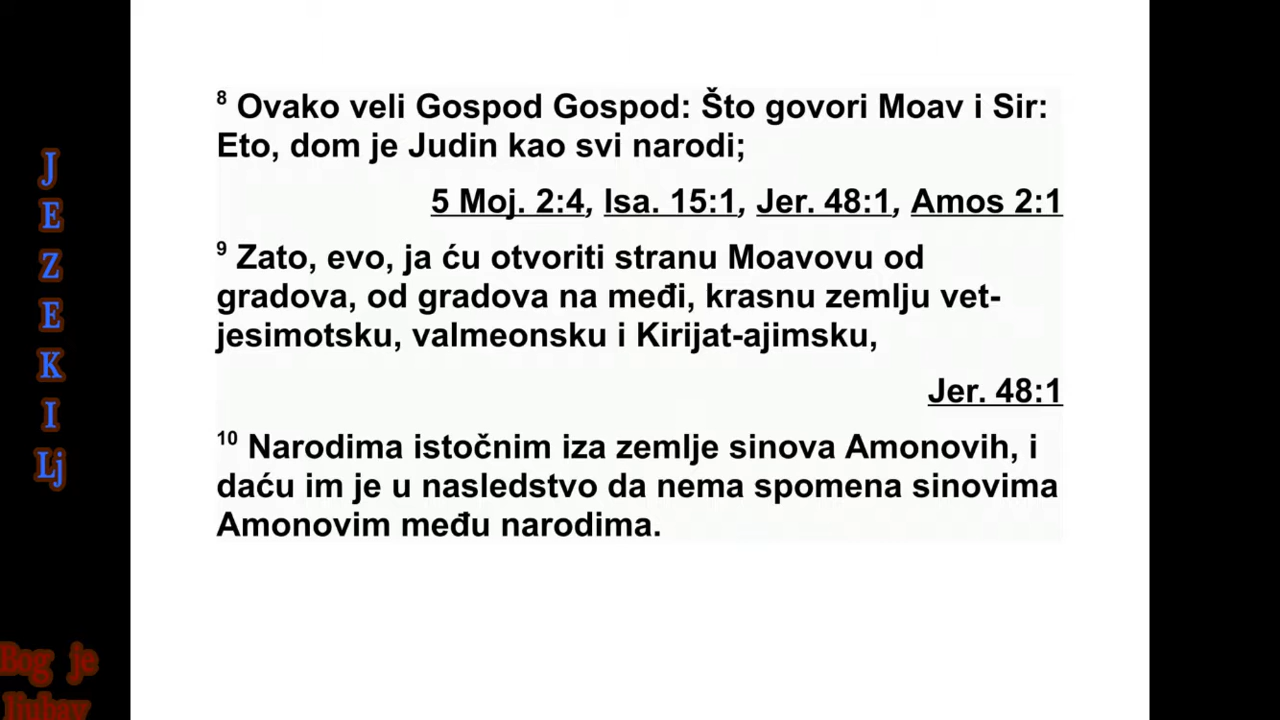 J
E
Z
E
K
I
Lj
Bog je
ljubav
8 Ovako veli Gospod Gospod: Što govori Moav i Sir:
Eto, dom je Judin kao svi narodi;
5 Moj. 2:4, Isa. 15:1, Jer. 48:1, Amos 2:1
9 Zato, evo, ja ću otvoriti stranu Moavovu od
gradova, od gradova na međi, krasnu zemlju vet-
jesimotsku, valmeonsku i Kirijat-ajimsku,
Jer. 48:1
10 Narodima istočnim iza zemlje sinova Amonovih, i
daću im je u nasledstvo da nema spomena sinovima
Amonovim među narodima.